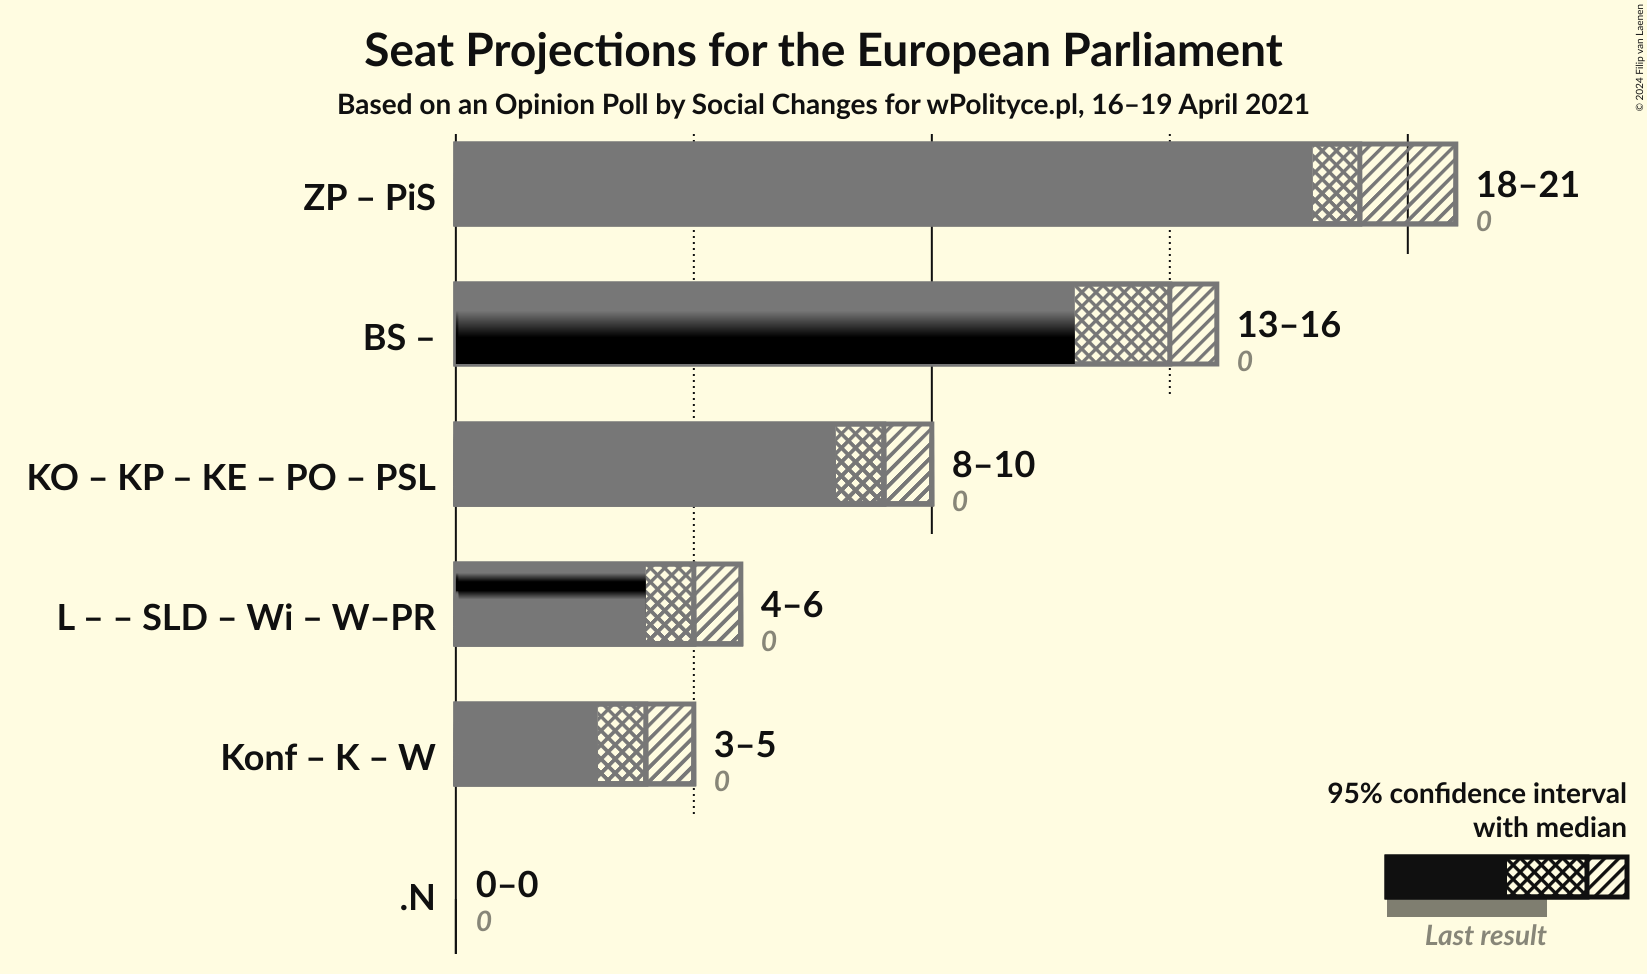 Seat Projections for the European Parliament
Based on an Opinion Poll by Social Changes for wPolityce.pl, 16–19 April 2021
© 2024 Filip van Laenen
ZP – PiS
18–21
0
BS –
13–16
0
KO – KP – KE – PO – PSL
8–10
0
L – – SLD – Wi – W–PR
4–6
0
Konf – K – W
3–5
0
.N
0–0
0
95% confidence interval
with median
Last result